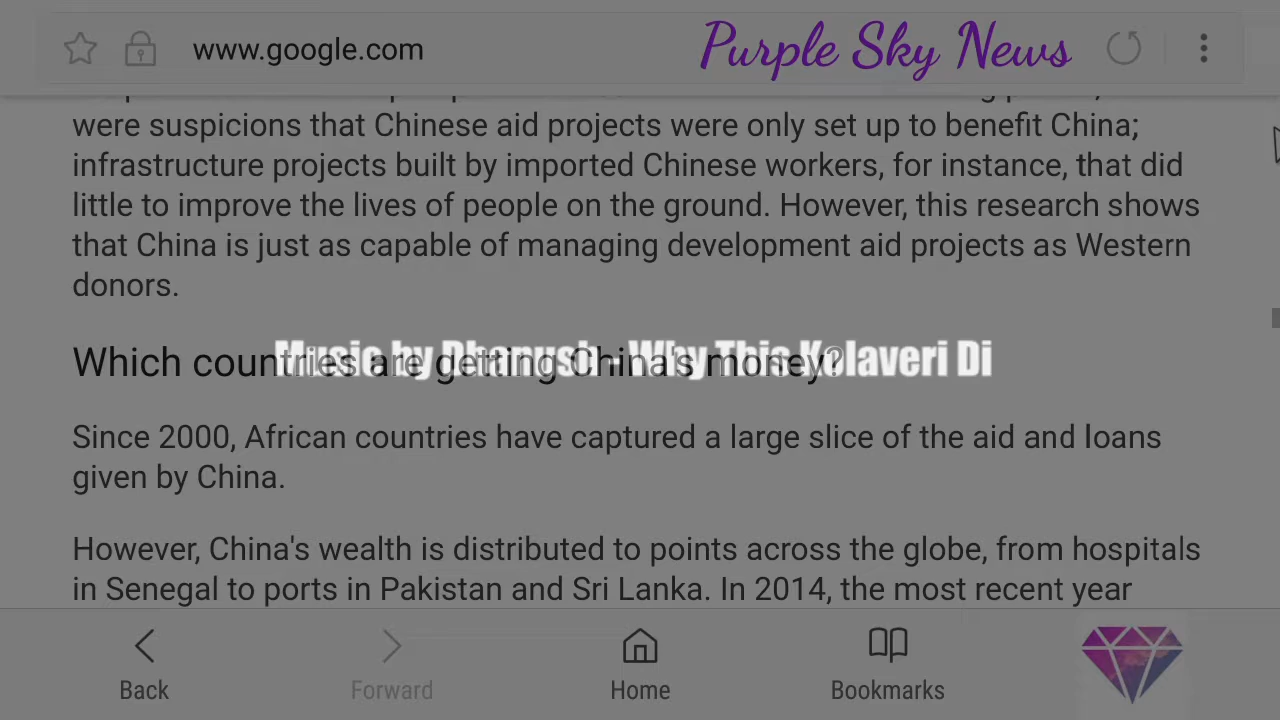 www.google.com
Purple Sky News
were suspicions that Chinese aid projects were only set up to benefit China;
infrastructure projects built by imported Chinese workers, for instance, that did
little to improve the lives of people on the ground. However, this research shows
that China is just as capable of managing development aid projects as Western
donors.
Which countries are getting China's money?
Music by Dhanush - Why This Kolaveri Di
Since 2000, African countries have captured a large slice of the aid and loans
given by China.
However, China's wealth is distributed to points across the globe, from hospitals
in Senegal to ports in Pakistan and Sri Lanka. In 2014, the most recent year
Back
Forward
Home
Bookmarks